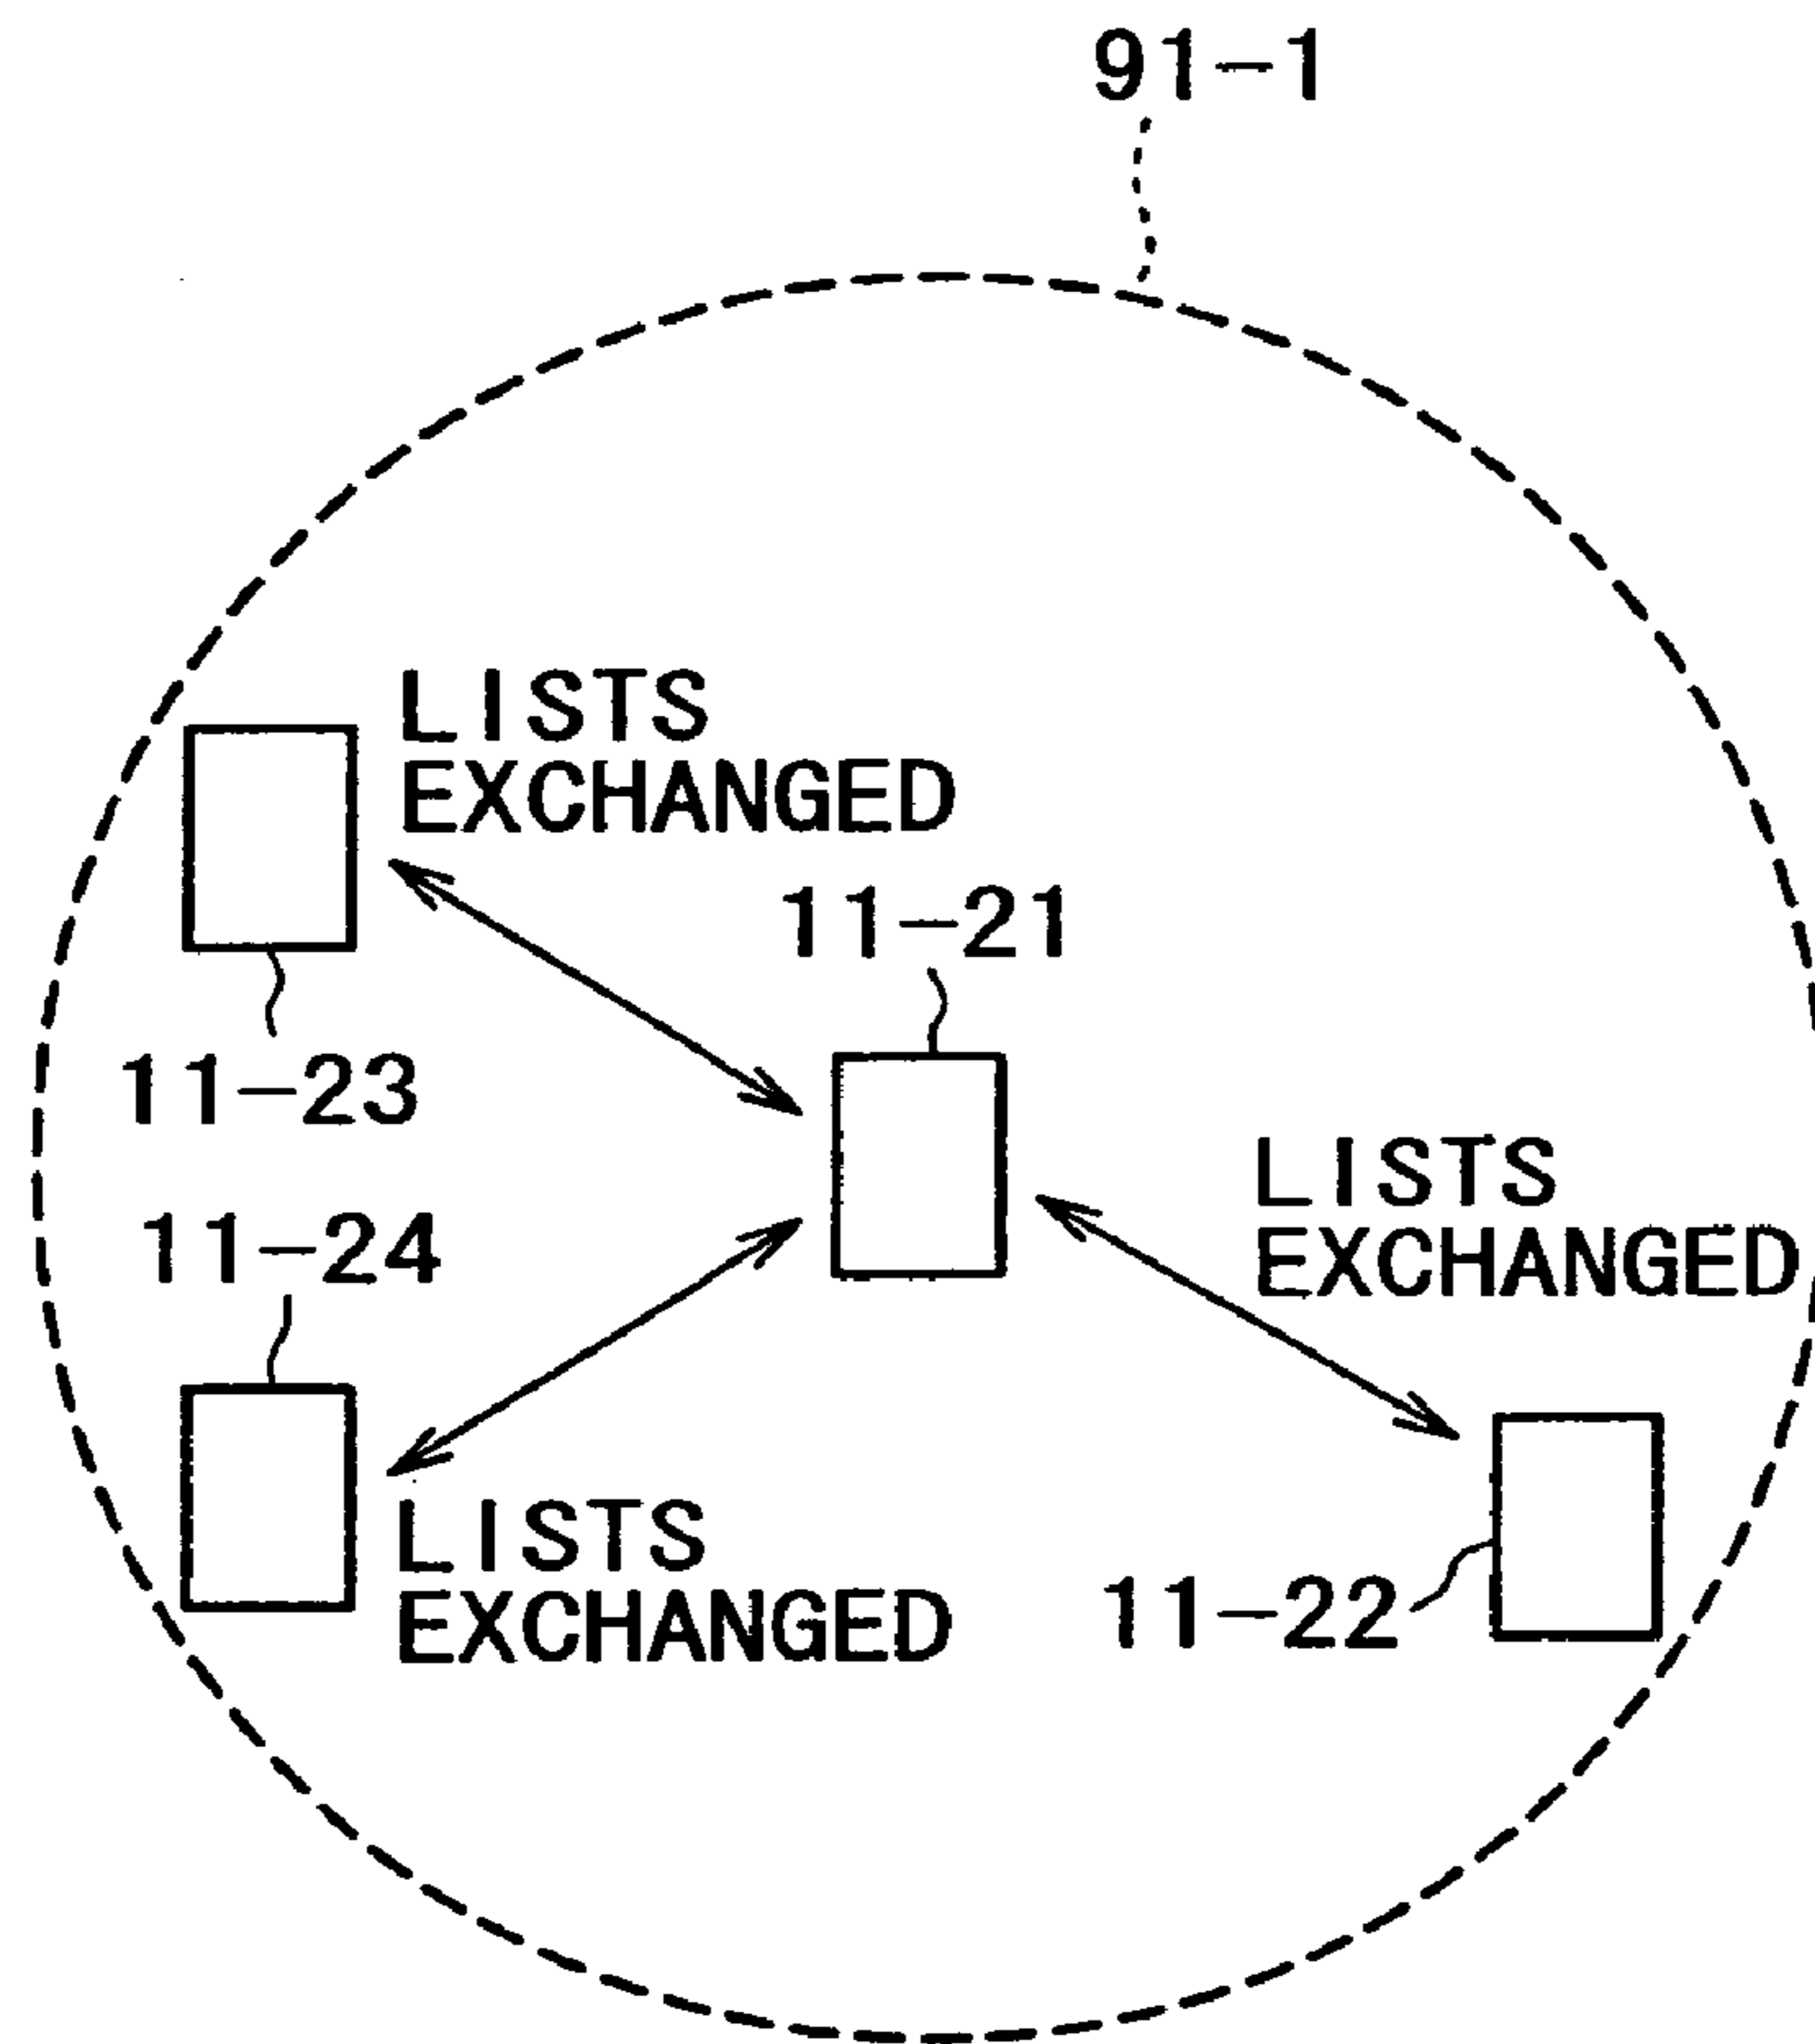 91-1
LISTS
EXCHANGED
11-21
11-23
LISTS
EXCHANGED
11-24
LISTS
EXCHANGED
11-22